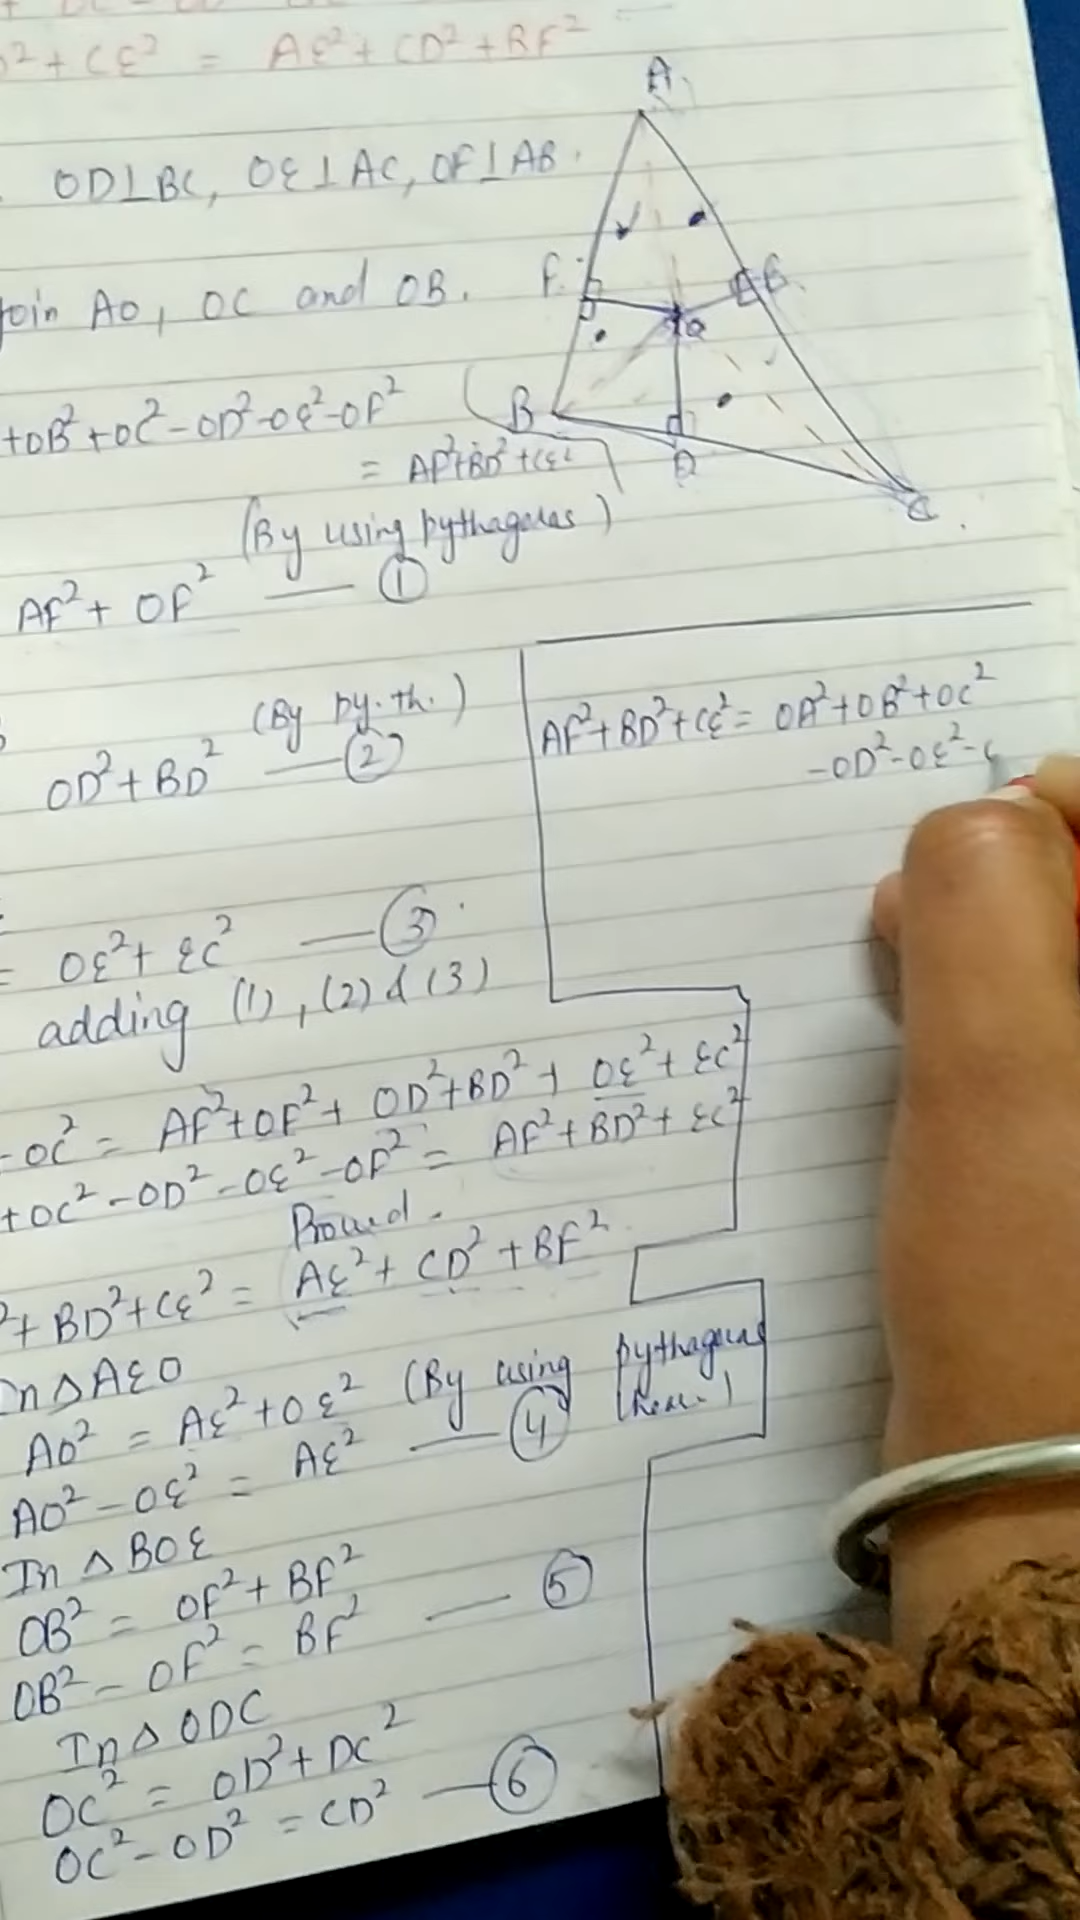 ² + CE² = AE² + CD² + BF²
OD⊥BC, OE⊥AC, OF⊥AB.
A.
join AO, OC and OB.
F.
E.
O
+OB²+OC²-OD²-OE²-OF²
B
= AF²+BD²+CE²
D
C.
(By using pythagoras)
AF² + OF² — ①
(By py. th.)
OD² + BD² — ②
AF²+BD²+CE² = OA²+OB²+OC²
-OD²-OE²-
= OE² + EC² — ③
adding (1), (2) & (3)
OC² = AF²+OF²+ OD²+BD²+ OE²+ EC²
+OC²-OD²-OE²-OF² = AF²+BD²+ EC²
Proved.
²+ BD²+CE² = AE²+ CD² +BF²
In △AEO
AO² = AE²+OE² (By using pythagoras
AO²-OE² = AE² — ④
In △BOE
OB² = OF²+BF²
OB²-OF² = BF² — ⑤
In △ODC
OC² = OD²+DC²
OC²-OD² = CD² — ⑥